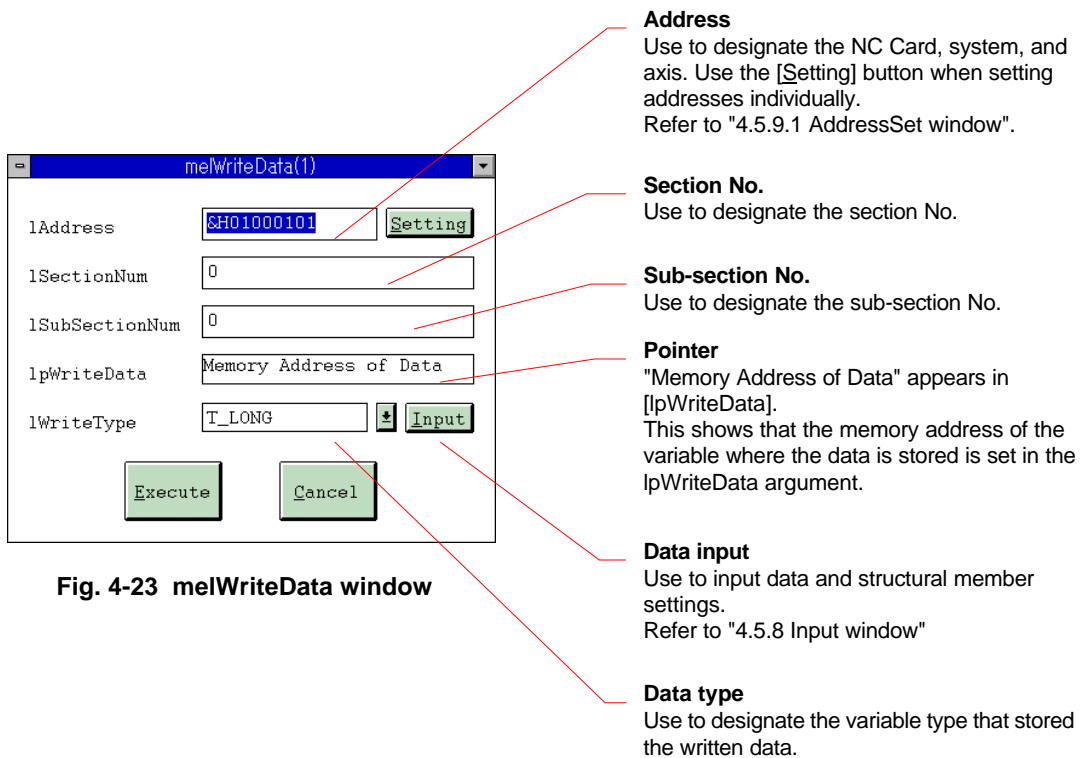 melWriteData(1)
lAddress
&H01000101
Setting
lSectionNum
0
lSubSectionNum
0
lpWriteData
Memory Address of Data
lWriteType
T_LONG
Input
Execute
Cancel
Fig. 4-23 melWriteData window
Address
Use to designate the NC Card, system, and
axis. Use the [Setting] button when setting
addresses individually.
Refer to "4.5.9.1 AddressSet window".
Section No.
Use to designate the section No.
Sub-section No.
Use to designate the sub-section No.
Pointer
"Memory Address of Data" appears in
[lpWriteData].
This shows that the memory address of the
variable where the data is stored is set in the
lpWriteData argument.
Data input
Use to input data and structural member
settings.
Refer to "4.5.8 Input window"
Data type
Use to designate the variable type that stored
the written data.